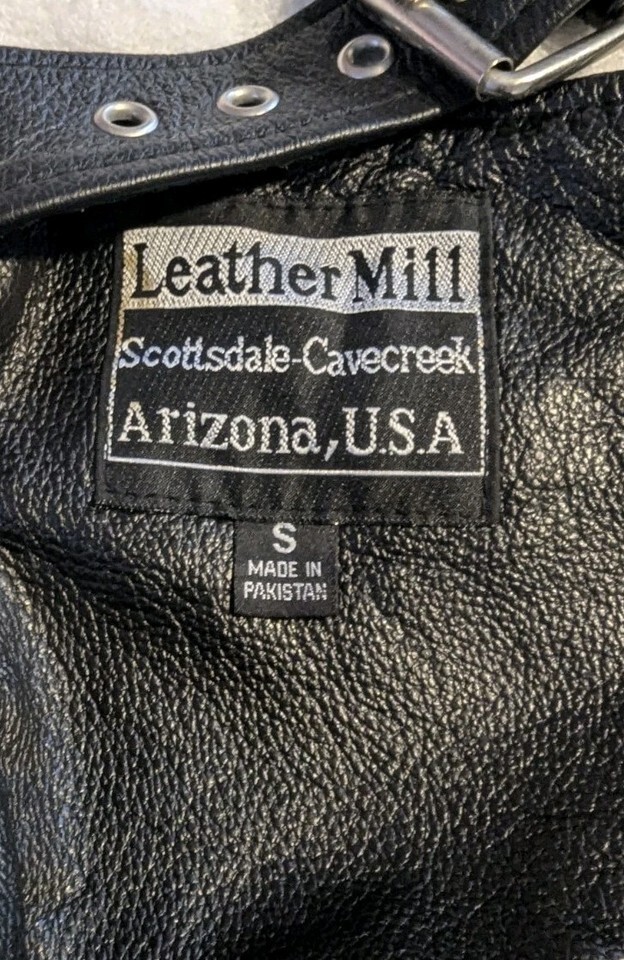 Leather Mill
Scottsdale-Cavecreek
Arizona, U.S.A
S
MADE IN
PAKISTAN